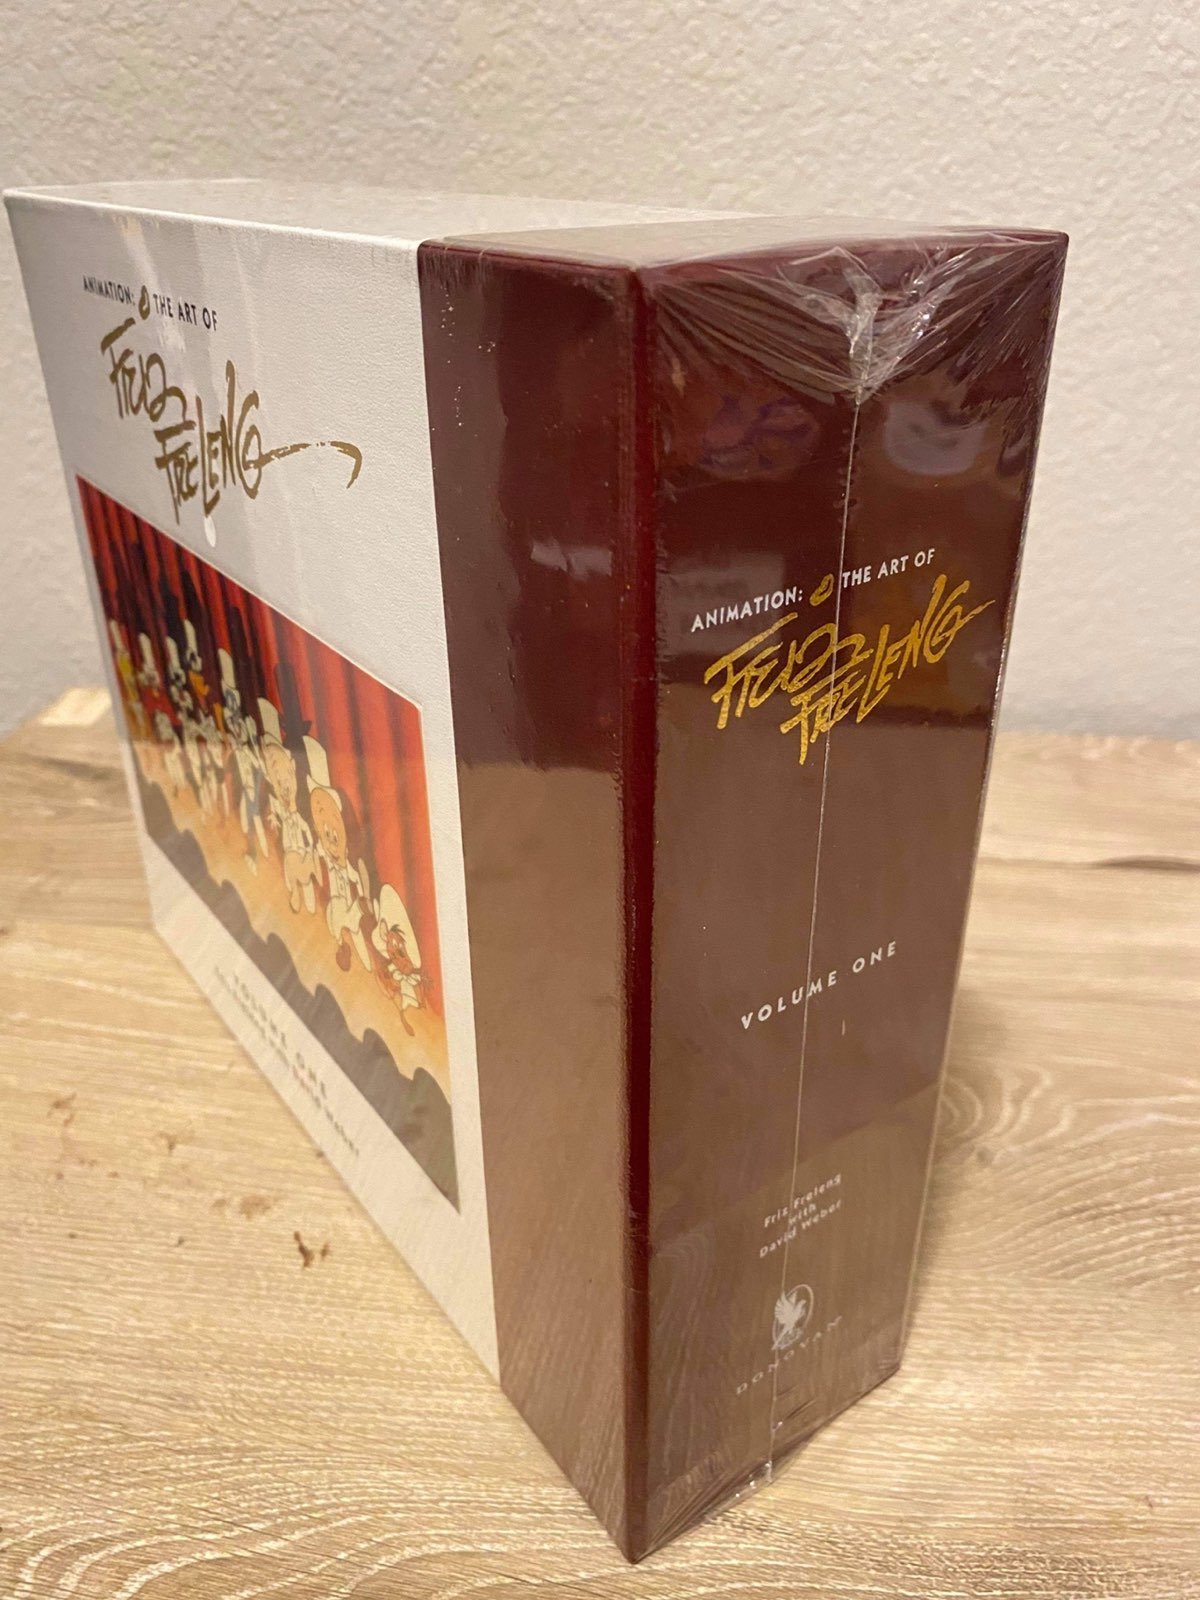 ANIMATION: THE ART OF
FRIZ
FRELENG
VOLUME ONE
ANIMATION: THE ART OF
FRIZ
FRELENG
VOLUME ONE
Friz Freleng
with
David Weber
DONOVAN